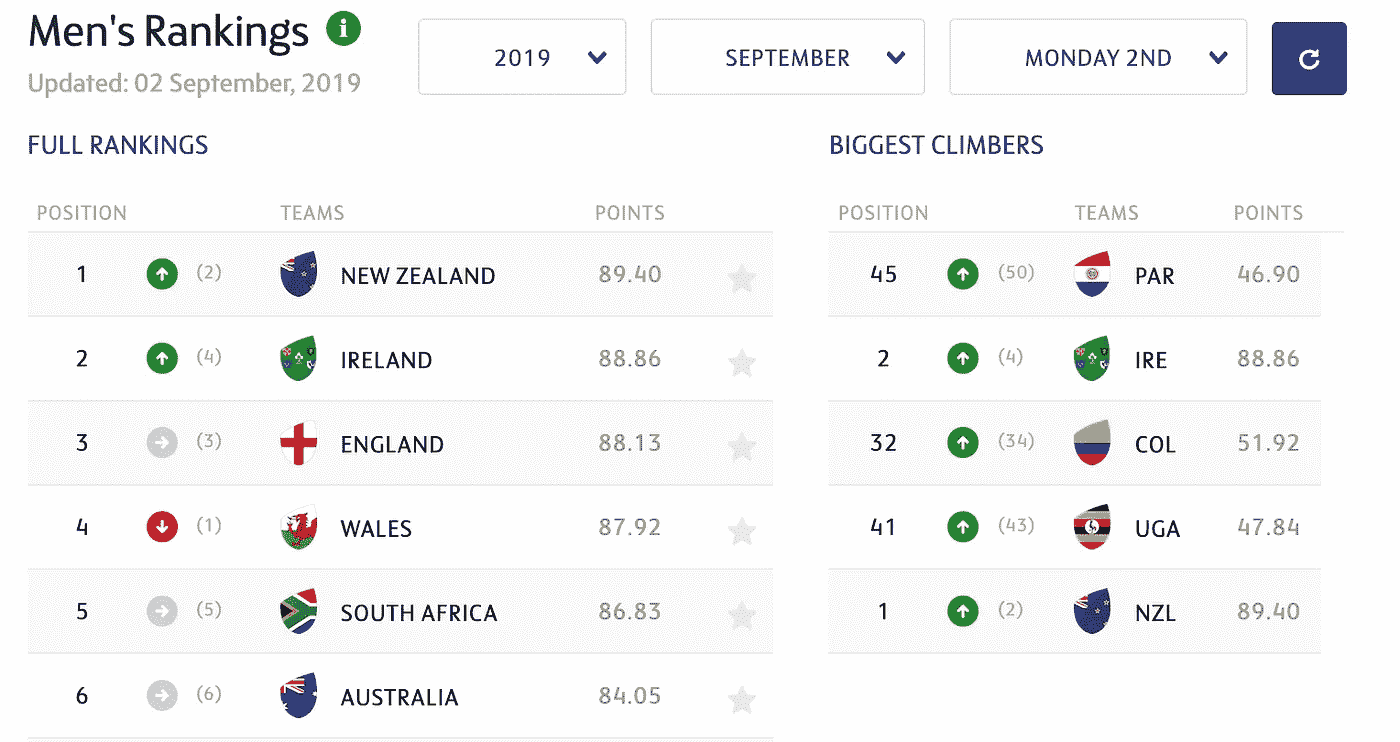 Men's Rankings i
Updated: 02 September, 2019
2019 SEPTEMBER MONDAY 2ND
FULL RANKINGS
POSITION TEAMS POINTS
1 (2) NEW ZEALAND 89.40
2 (4) IRELAND 88.86
3 (3) ENGLAND 88.13
4 (1) WALES 87.92
5 (5) SOUTH AFRICA 86.83
6 (6) AUSTRALIA 84.05
BIGGEST CLIMBERS
POSITION TEAMS POINTS
45 (50) PAR 46.90
2 (4) IRE 88.86
32 (34) COL 51.92
41 (43) UGA 47.84
1 (2) NZL 89.40